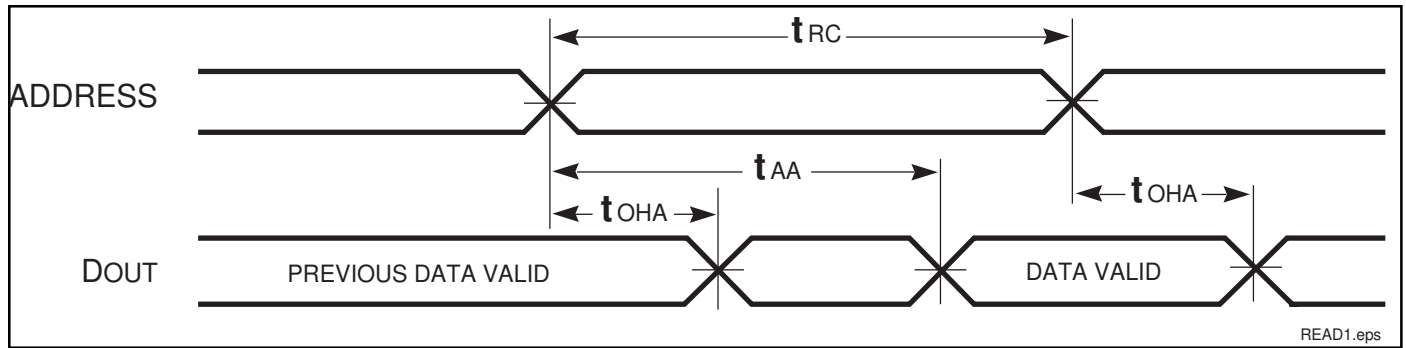 tRC
ADDRESS
tAA
tOHA
tOHA
DOUT
PREVIOUS DATA VALID
DATA VALID
READ1.eps